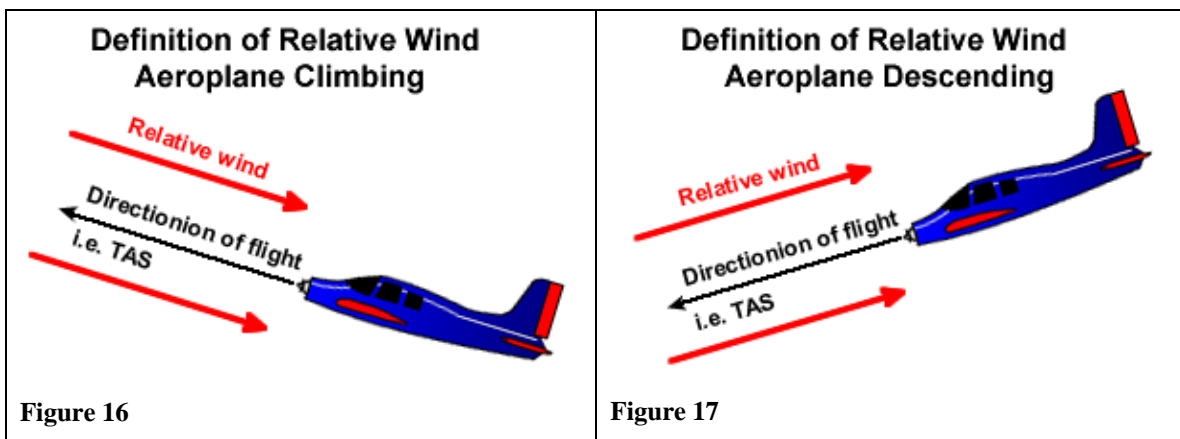 Definition of Relative Wind
Aeroplane Climbing
Relative wind
Directionion of flight
i.e. TAS
Figure 16
Definition of Relative Wind
Aeroplane Descending
Relative wind
Directionion of flight
i.e. TAS
Figure 17